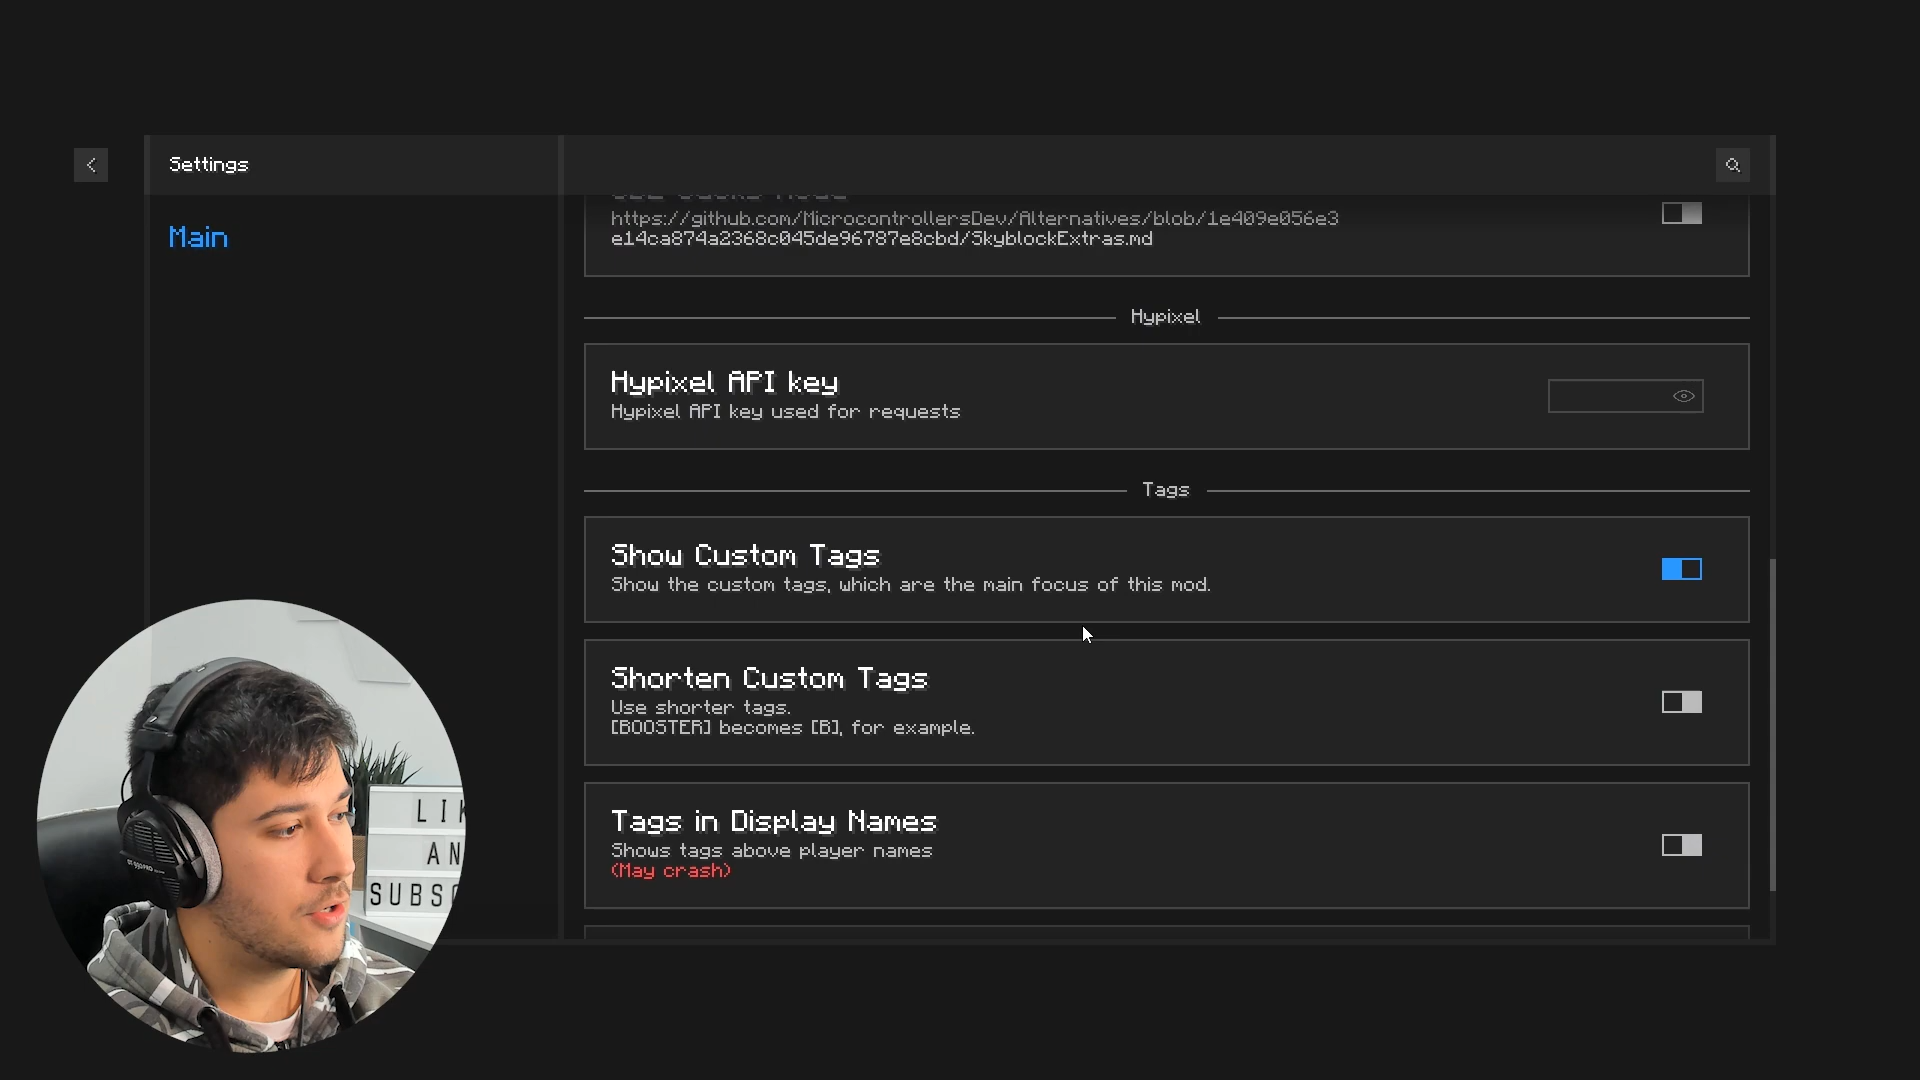 Settings
Main
https://github.com/MicrocontrollersDev/Alternatives/blob/1e409e056e3
e14ca874a2368c045de96787e8cbd/SkyblockExtras.md
Hypixel
Hypixel API key
Hypixel API key used for requests
Tags
Show Custom Tags
Show the custom tags, which are the main focus of this mod.
Shorten Custom Tags
Use shorter tags.
[BOOSTER] becomes [B], for example.
Tags in Display Names
Shows tags above player names
(May crash)
LIK
AN
SUBSC